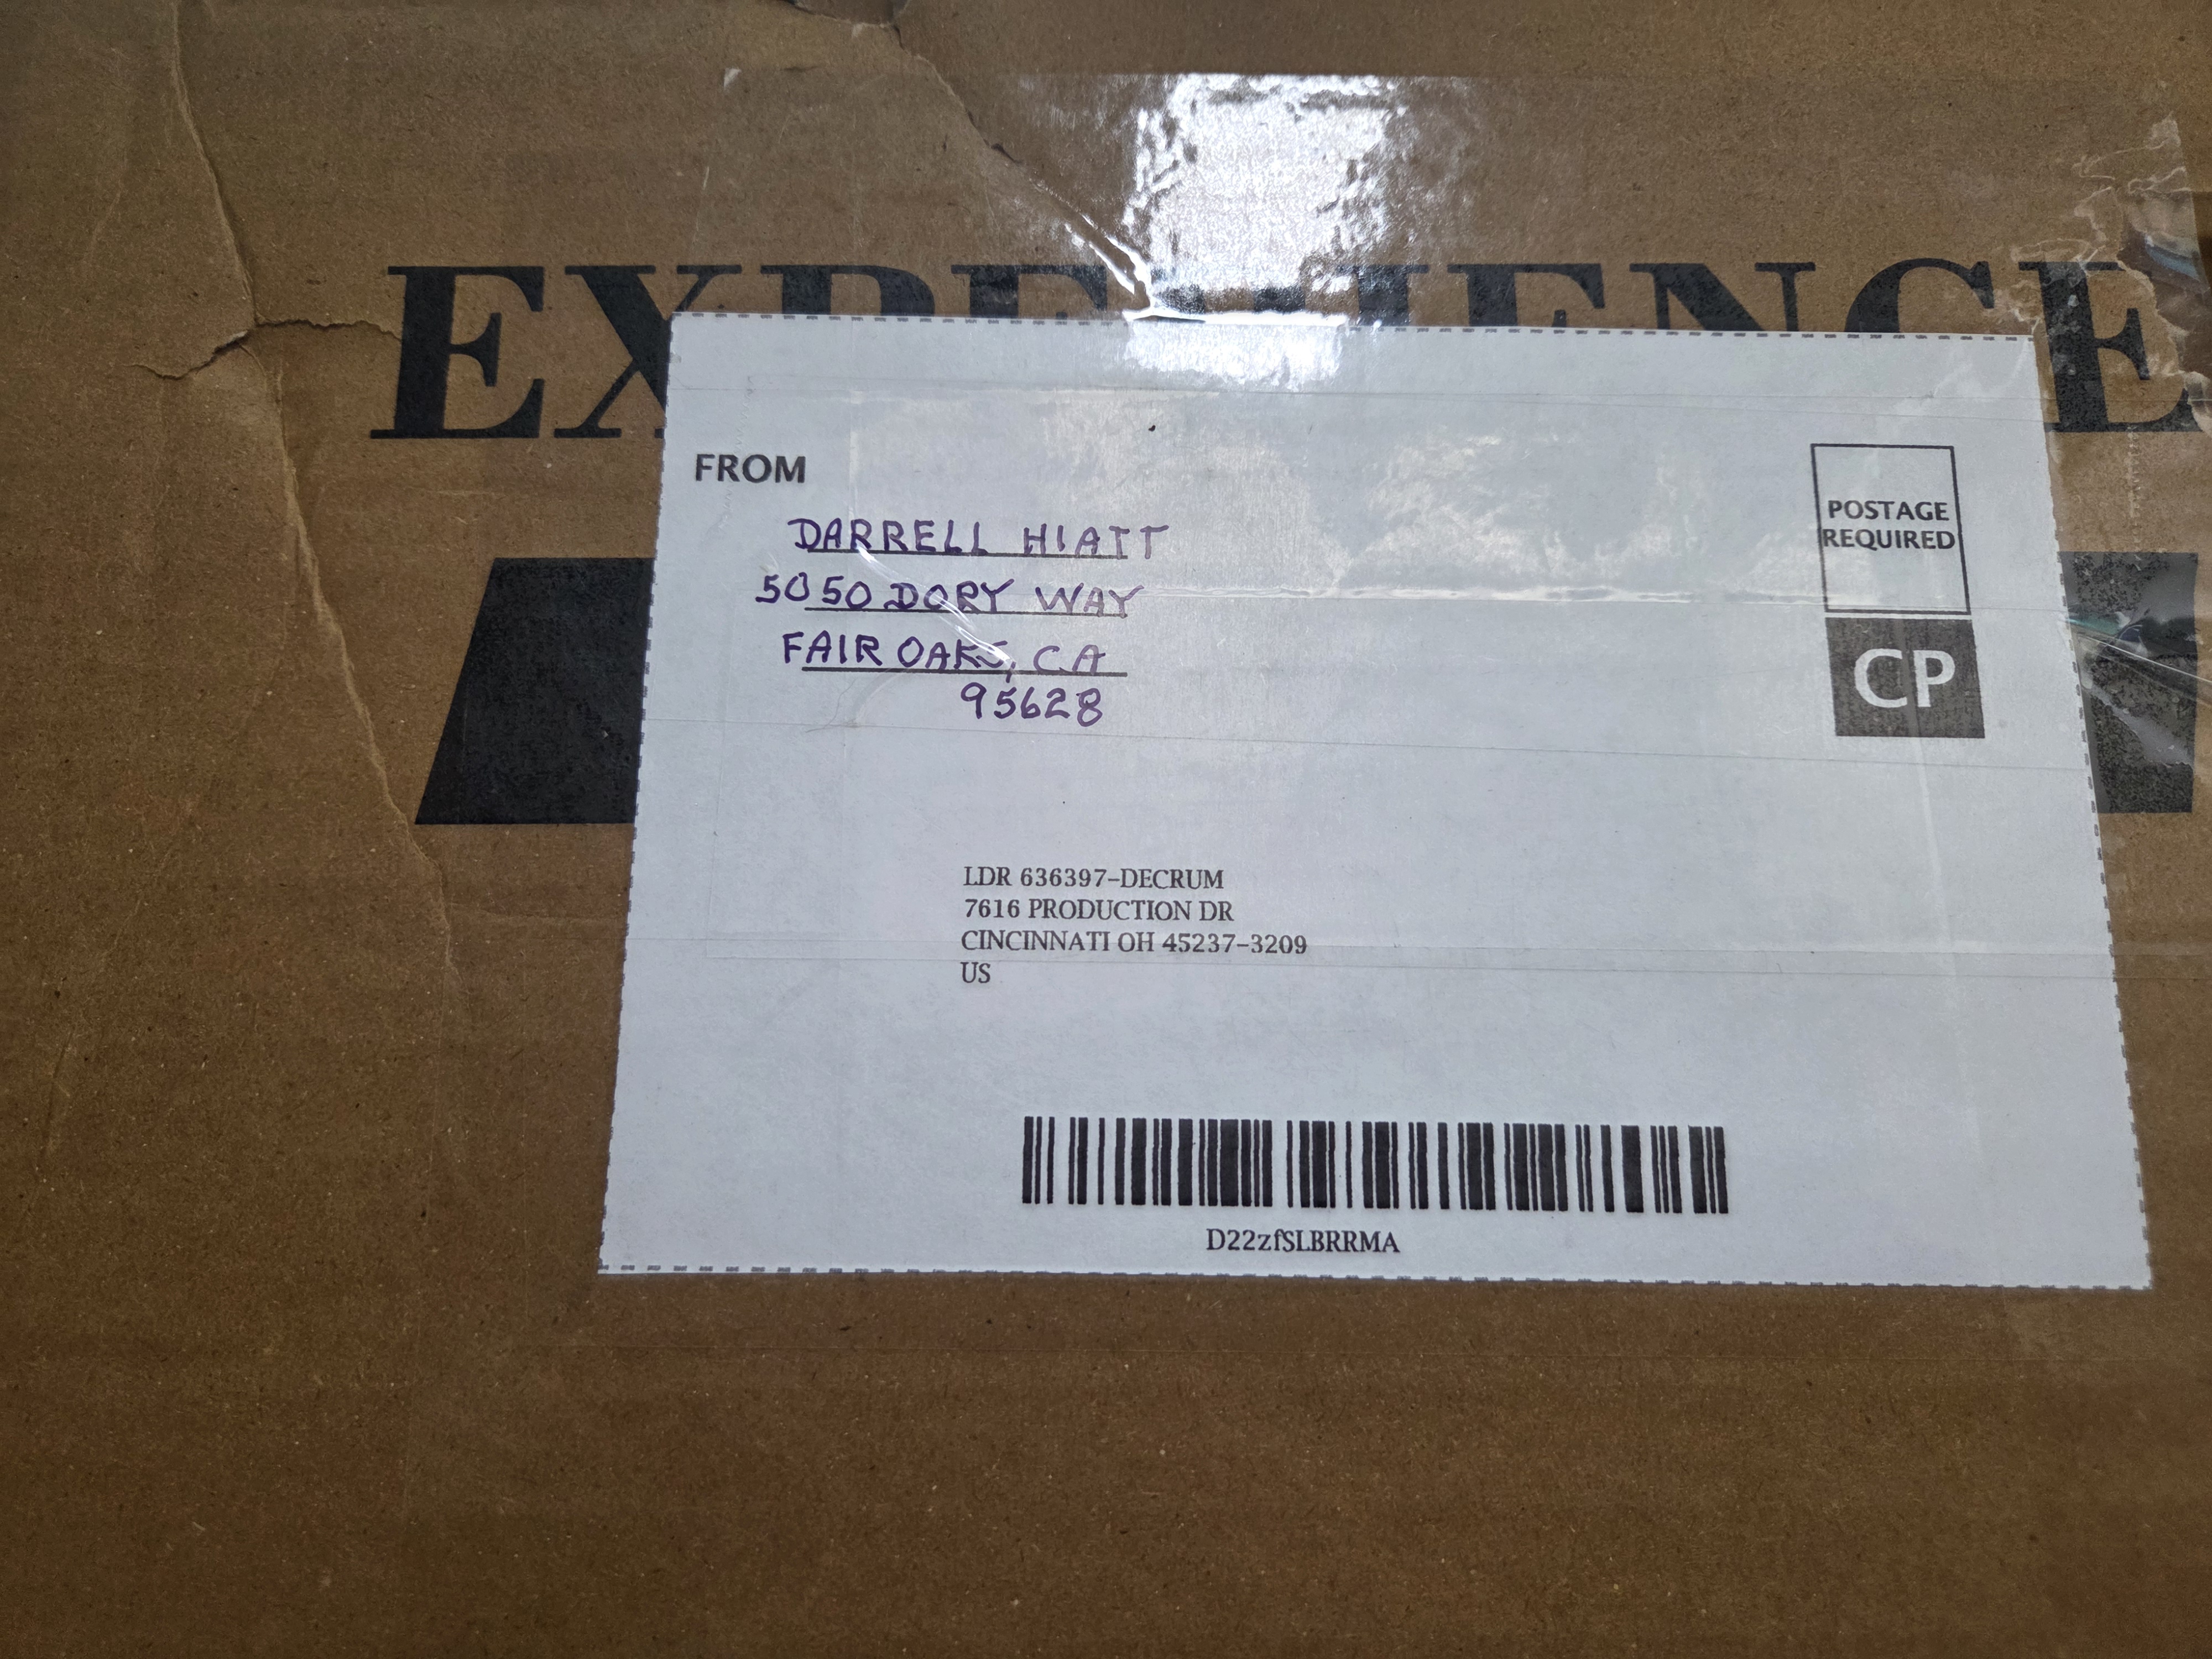 EXPERIENCE
FROM
DARRELL HIATT
5050 DORY WAY
FAIR OAKS, CA
95628
POSTAGE
REQUIRED
CP
LDR 636397-DECRUM
7616 PRODUCTION DR
CINCINNATI OH 45237-3209
US
D22zfSLBRRMA